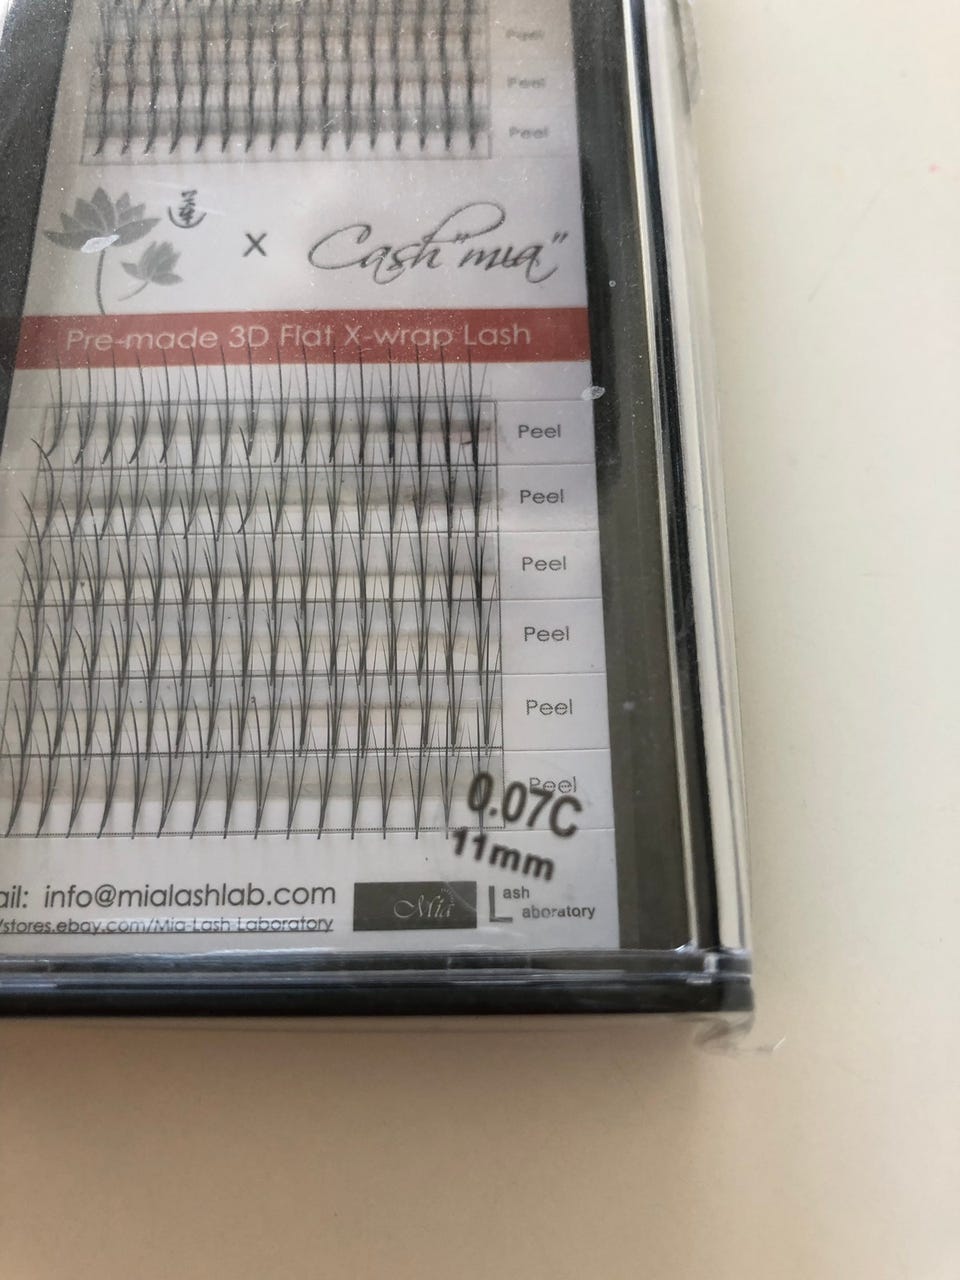 Peel
Peel
Peel
蓮 x Cash "mia"
Pre-made 3D Flat X-wrap Lash
Peel
Peel
Peel
Peel
Peel
Peel
0.07C
11mm
ail: info@mialashlab.com
/stores.ebay.com/Mia-Lash-Laboratory
Mia Lash Laboratory